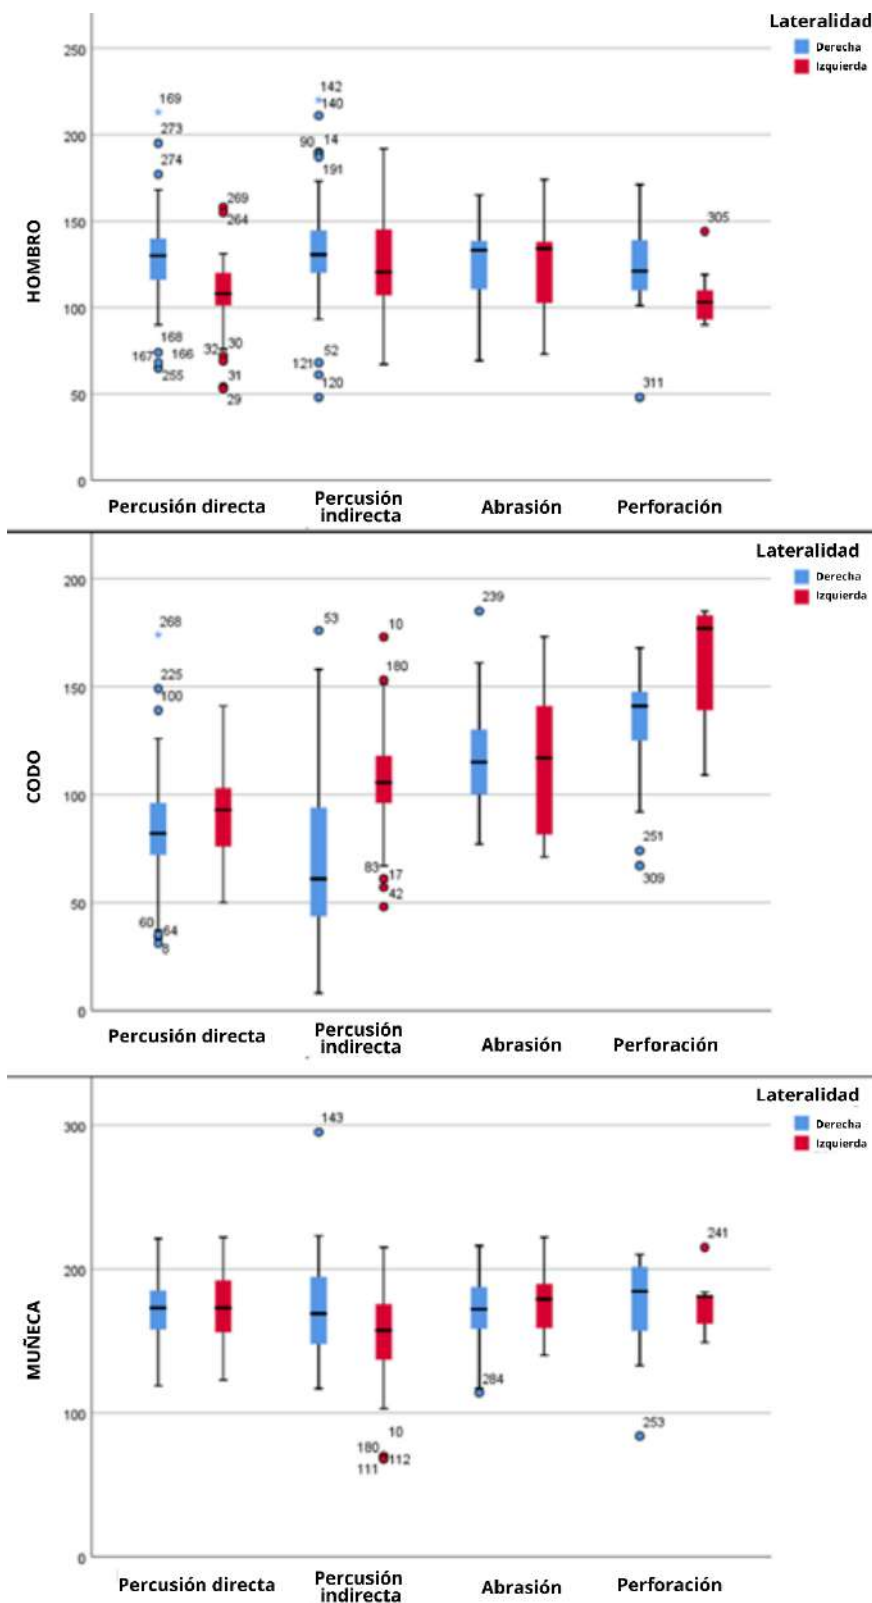 Lateralidad
Derecha
Izquierda
HOMBRO
250
200
150
100
50
0
169
273
274
168
167
166
255
269
264
32
30
31
29
142
140
90
14
191
52
121
120
311
305
Percusión directa
Percusión
indirecta
Abrasión
Perforación
Lateralidad
Derecha
Izquierda
CODO
200
150
100
50
0
268
225
100
60
64
8
53
10
180
83
17
42
239
251
309
Percusión directa
Percusión
indirecta
Abrasión
Perforación
Lateralidad
Derecha
Izquierda
MUÑECA
300
200
100
0
143
10
180
112
111
284
241
253
Percusión directa
Percusión
indirecta
Abrasión
Perforación